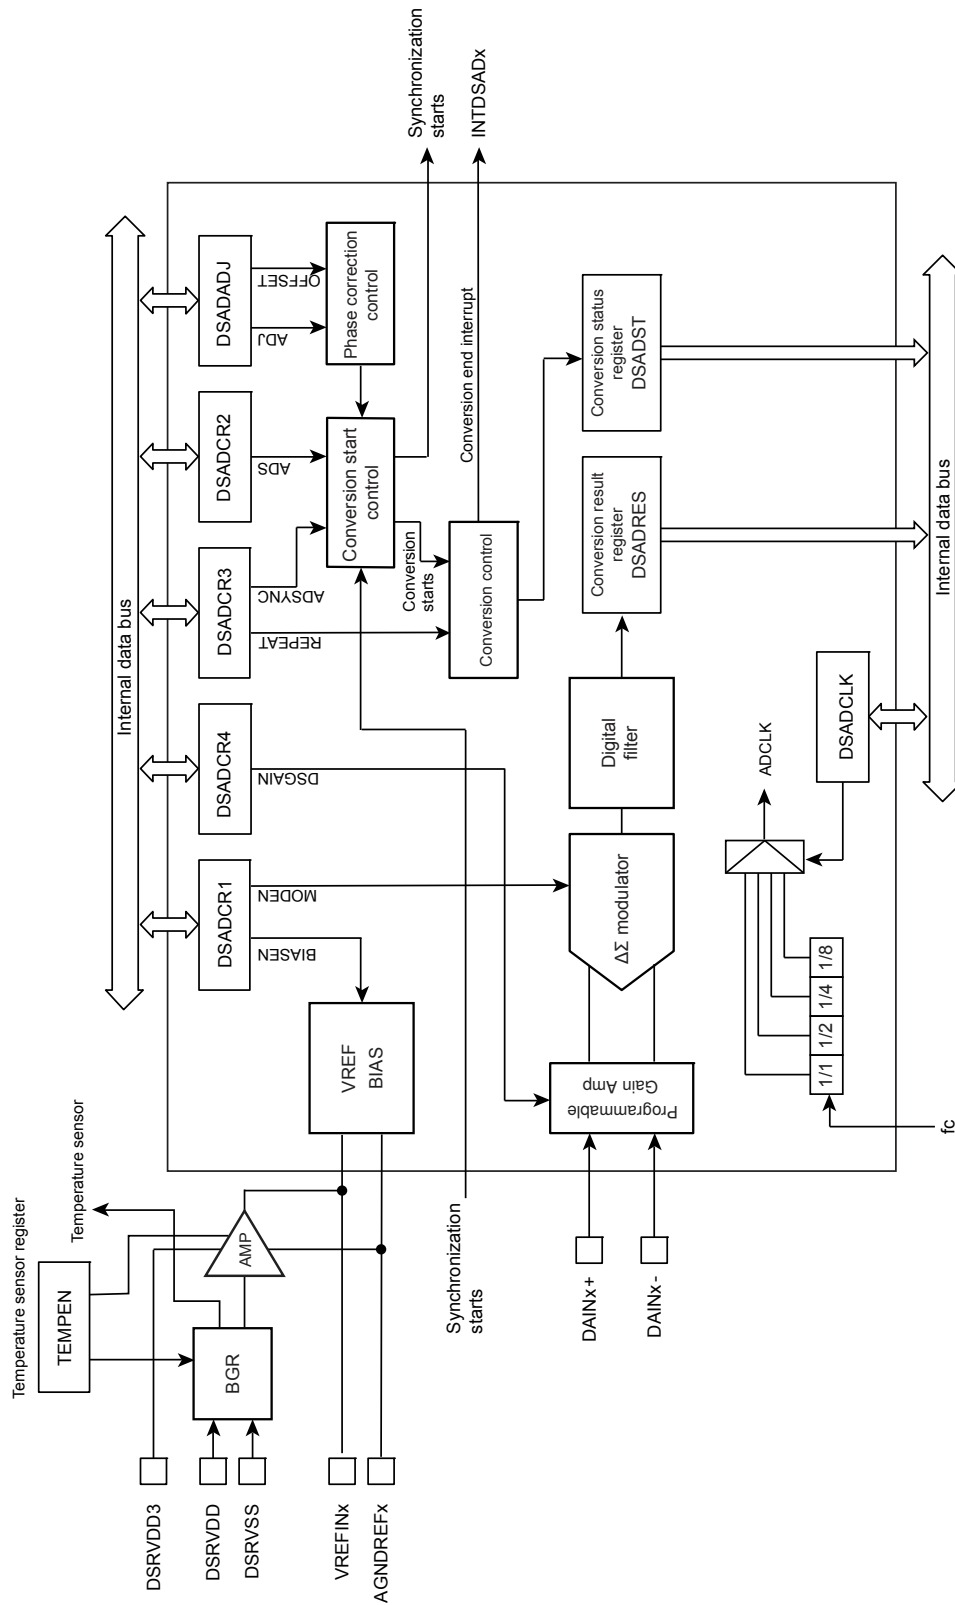 Temperature sensor register
TEMPEN
Temperature sensor
DSRVDD3
DSRVDD
DSRVSS
VREFINx
AGNDREFx
BGR
AMP
Internal data bus
DSADCR1
DSADCR4
DSADCR3
DSADCR2
DSADADJ
BIASEN
MODEN
DSGAIN
REPEAT
ADSYNC
ADS
ADJ
OFFSET
VREF
BIAS
Synchronization
starts
Conversion start
control
Phase correction
control
Synchronization
starts
Conversion
starts
Conversion control
Conversion end interrupt
INTDSADx
DAINx+
DAINx-
Programmable
Gain Amp
ΔΣ modulator
Digital
filter
Conversion result
register
DSADRES
Conversion status
register
DSADST
fc
1/1
1/2
1/4
1/8
ADCLK
DSADCLK
Internal data bus